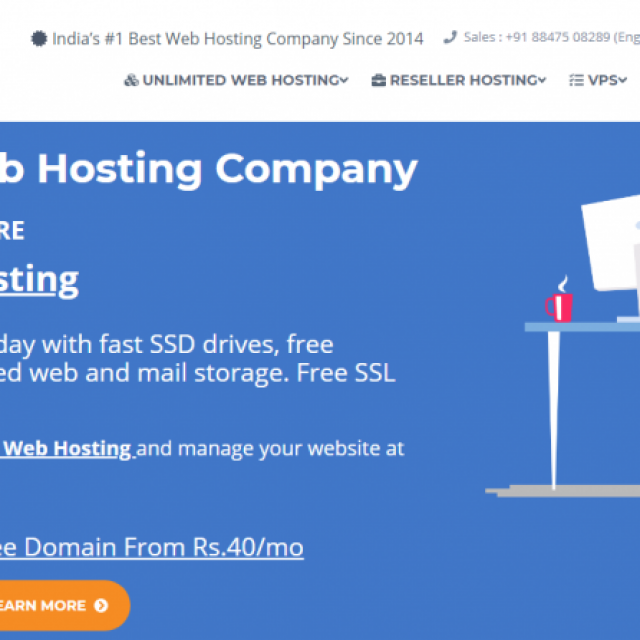 India's #1 Best Web Hosting Company Since 2014
Sales : +91 88475 08289 (Eng
UNLIMITED WEB HOSTING
RESELLER HOSTING
VPS
b Hosting Company
RE
sting
day with fast SSD drives, free
ed web and mail storage. Free SSL
Web Hosting and manage your website at
ee Domain From Rs.40/mo
EARN MORE